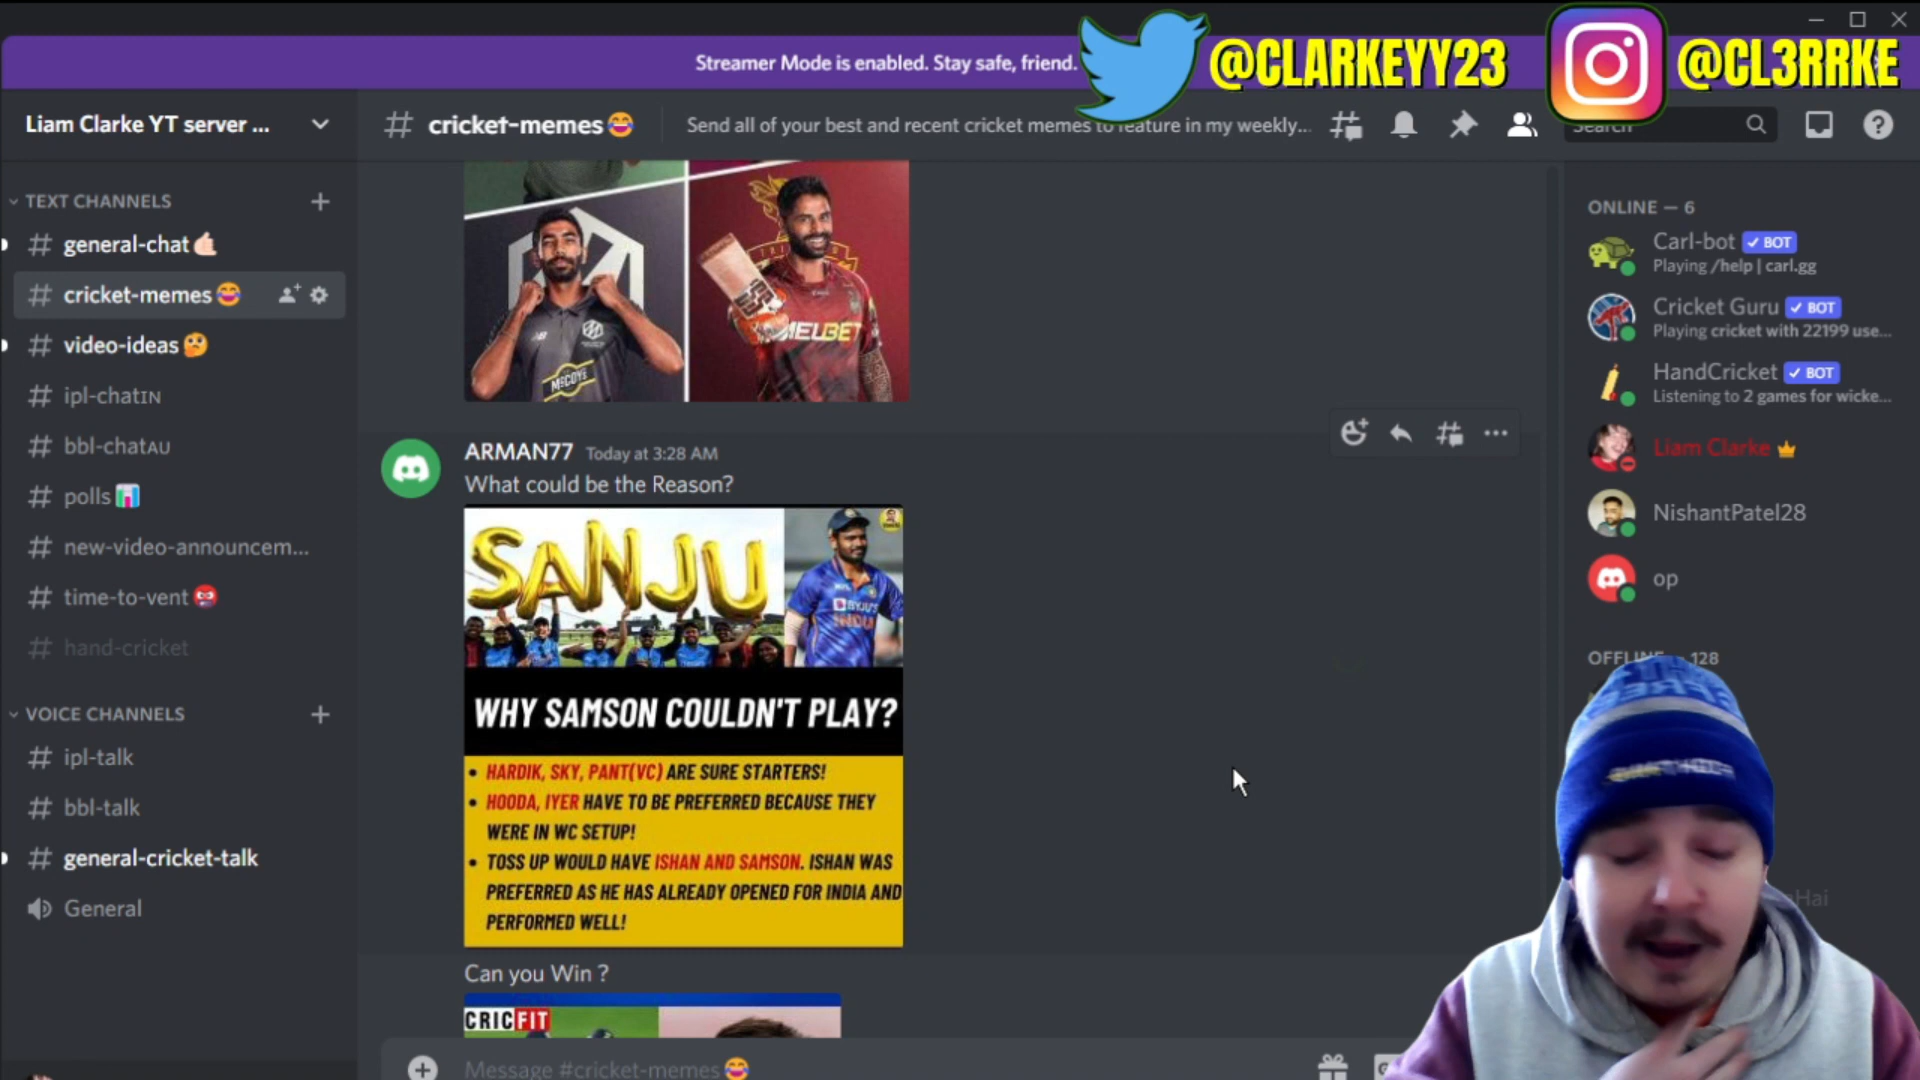 Streamer Mode is enabled. Stay safe, friend.
@CLARKEYY23
@CL3RRKE
Liam Clarke YT server ...
# cricket-memes😂
Send all of your best and recent cricket memes to feature in my weekly...
Search
TEXT CHANNELS
# general-chat🤙🏻
# cricket-memes😂
# video-ideas🤔
# ipl-chatIN
# bbl-chatAU
# polls📊
# new-video-announcem...
# time-to-vent👹
# hand-cricket
VOICE CHANNELS
# ipl-talk
# bbl-talk
# general-cricket-talk
General
McCOYS
MELBET
ARMAN77 Today at 3:28 AM
What could be the Reason?
SANJU
BYJU'S
WHY SAMSON COULDN'T PLAY?
• HARDIK, SKY, PANT(VC) ARE SURE STARTERS!
• HOODA, IYER HAVE TO BE PREFERRED BECAUSE THEY
WERE IN WC SETUP!
• TOSS UP WOULD HAVE ISHAN AND SAMSON. ISHAN WAS
PREFERRED AS HE HAS ALREADY OPENED FOR INDIA AND
PERFORMED WELL!
Can you Win ?
CRICFIT
Message #cricket-memes😂
ONLINE — 6
Carl-bot ✓ BOT
Playing /help | carl.gg
Cricket Guru ✓ BOT
Playing cricket with 22199 use...
HandCricket ✓ BOT
Listening to 2 games for wicke...
Liam Clarke
NishantPatel28
op
OFFLINE — 128